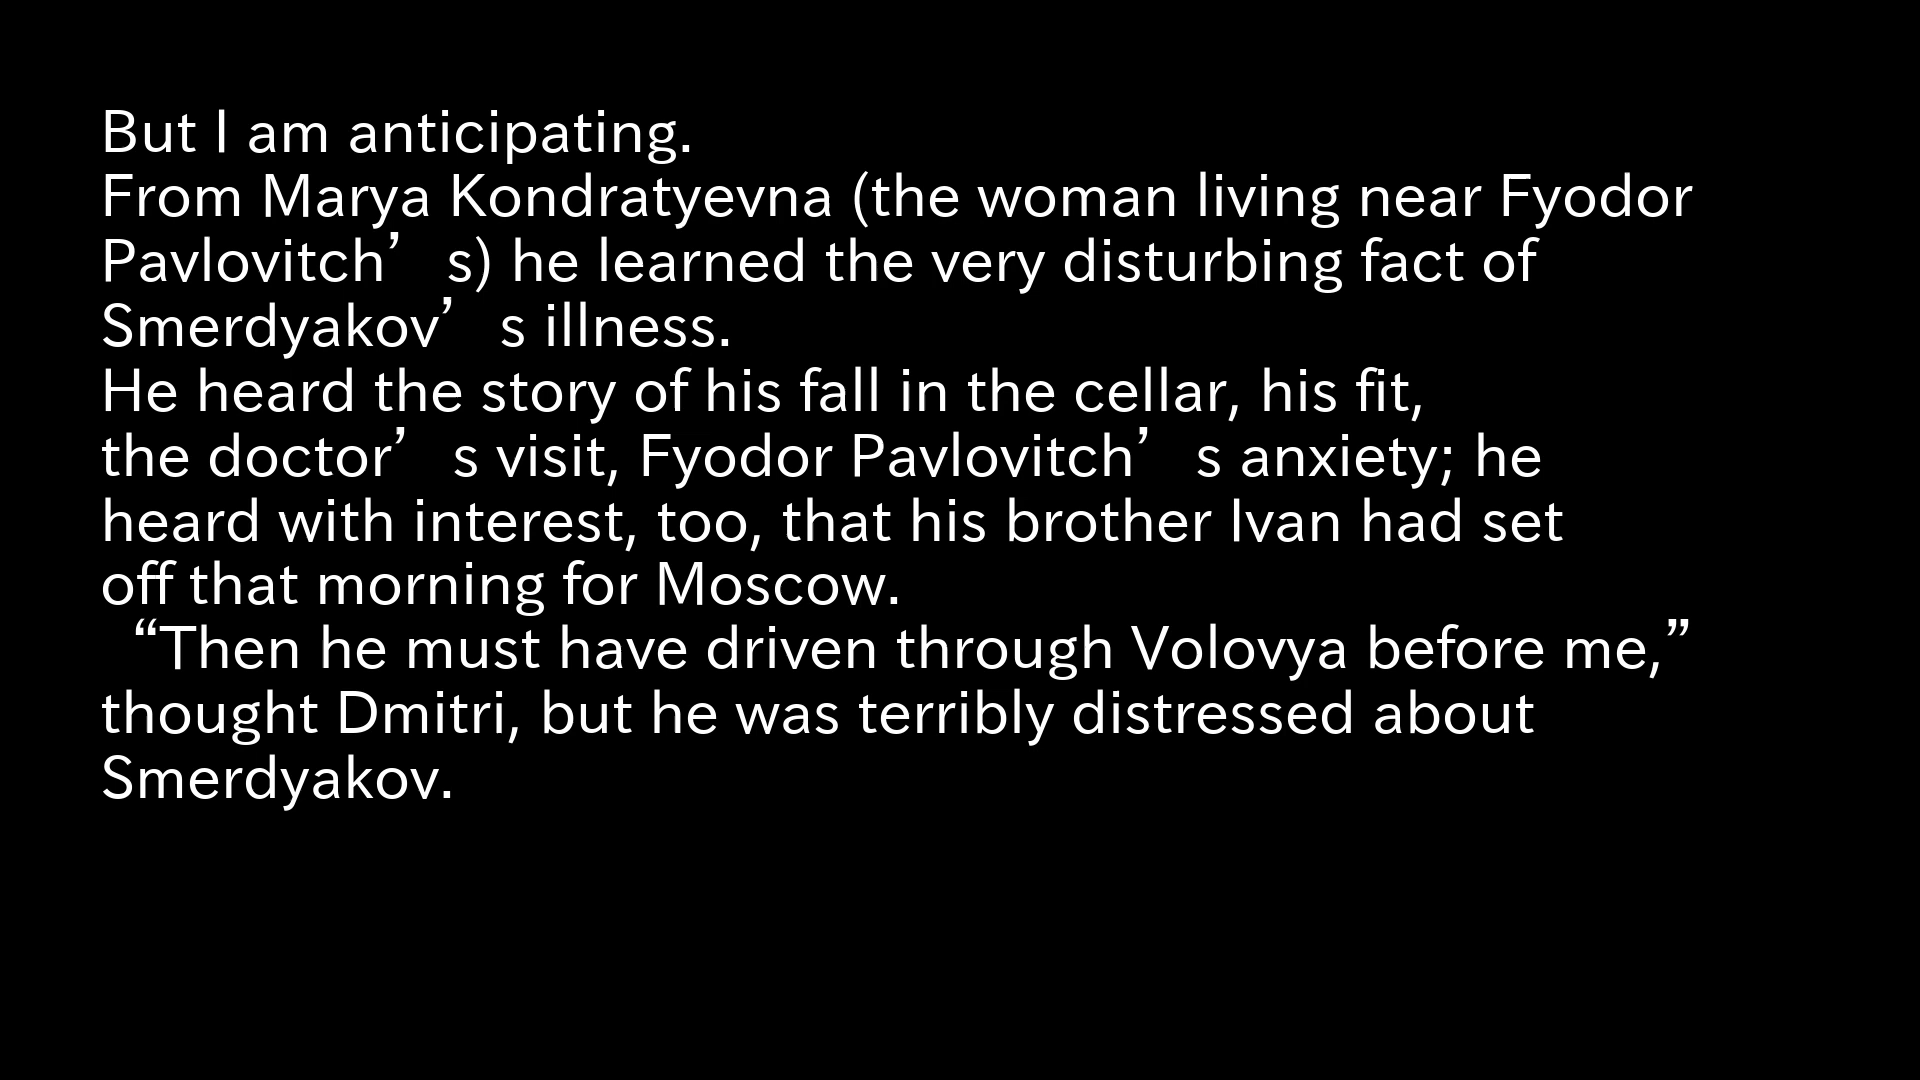 But I am anticipating.
From Marya Kondratyevna (the woman living near Fyodor
Pavlovitch’s) he learned the very disturbing fact of
Smerdyakov’s illness.
He heard the story of his fall in the cellar, his fit,
the doctor’s visit, Fyodor Pavlovitch’s anxiety; he
heard with interest, too, that his brother Ivan had set
off that morning for Moscow.
“Then he must have driven through Volovya before me,”
thought Dmitri, but he was terribly distressed about
Smerdyakov.